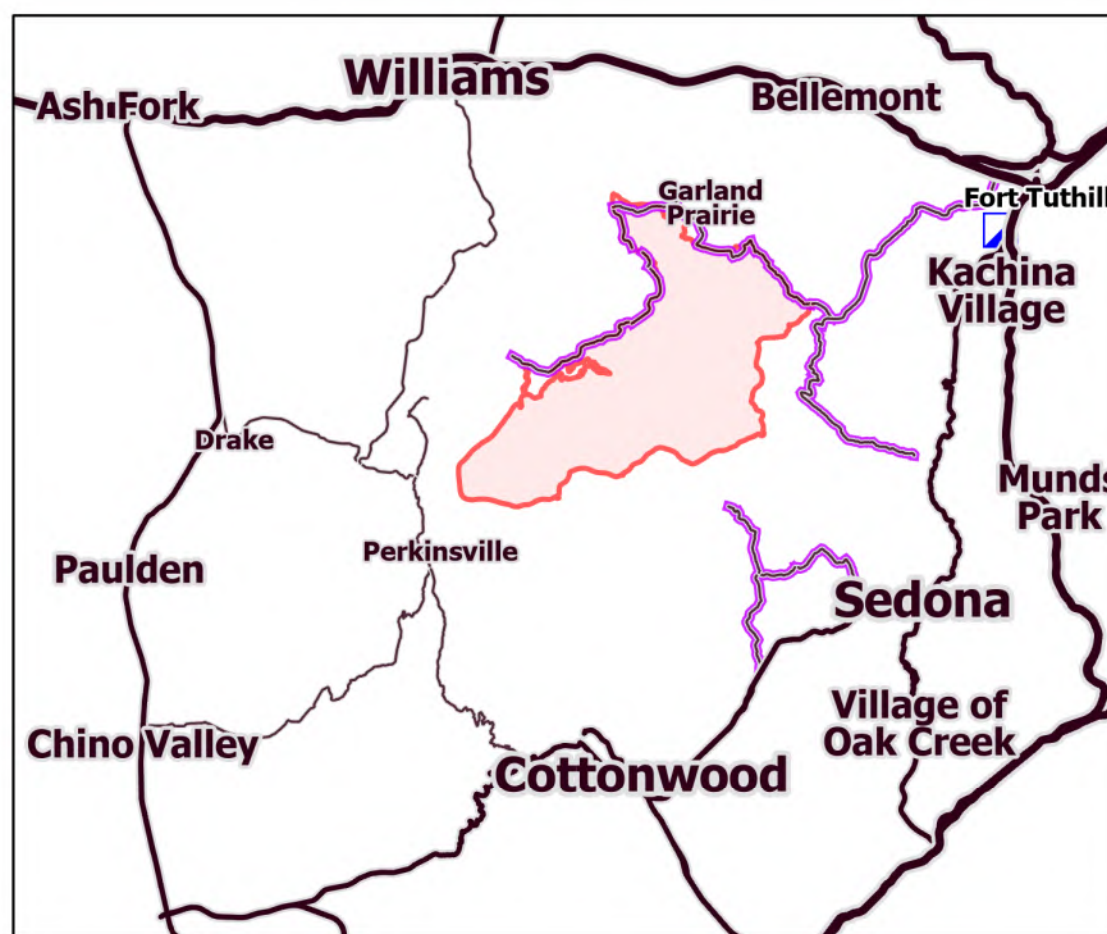 Williams
Ash Fork
Bellemont
Garland
Prairie
Fort Tuthill
Kachina
Village
Drake
Munds
Park
Perkinsville
Paulden
Sedona
Village of
Oak Creek
Chino Valley
Cottonwood